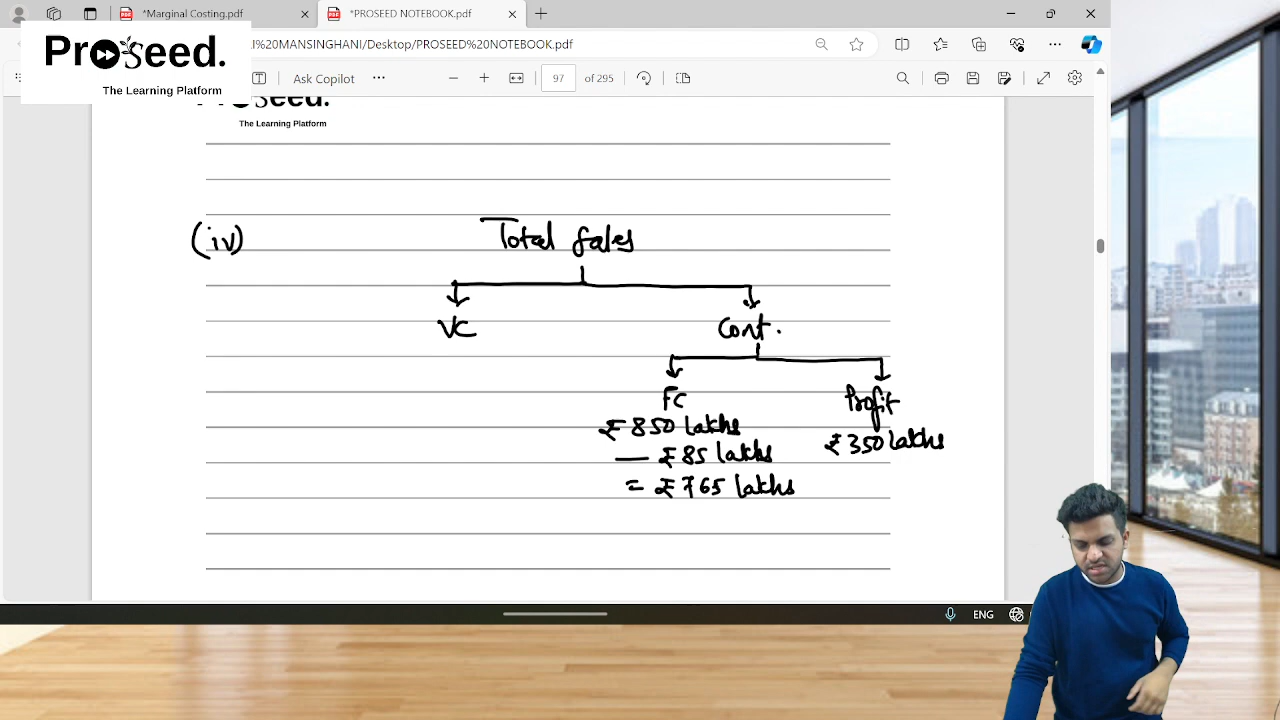 *Marginal Costing.pdf
*PROSEED NOTEBOOK.pdf
Proseed.
The Learning Platform
I%20MANSINGHANI/Desktop/PROSEED%20NOTEBOOK.pdf
Ask Copilot
97 of 295
The Learning Platform
(iv) Total Sales
VC Cont.
FC Profit
₹ 850 lakhs ₹ 350 lakhs
— ₹ 85 lakhs
= ₹ 765 lakhs
ENG